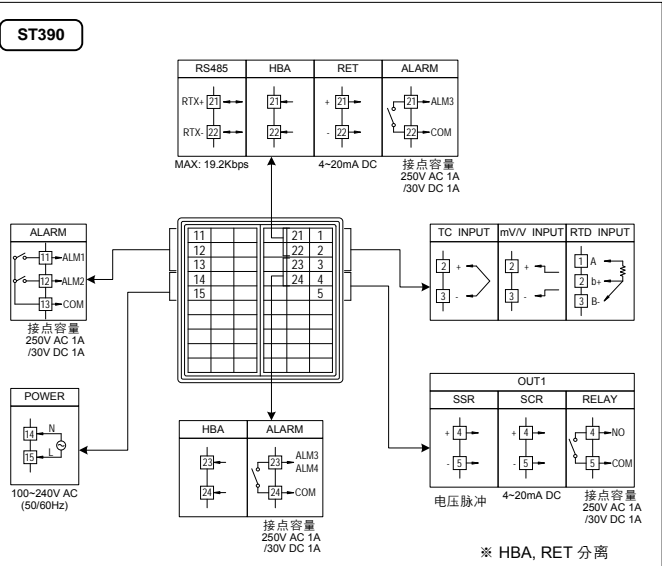 ST390
RS485 HBA RET ALARM
RTX+ 21 21 + 21 21 ALM3
RTX- 22 22 - 22 22 COM
MAX: 19.2Kbps 4~20mA DC 接点容量
250V AC 1A
/30V DC 1A
ALARM
11 ALM1
12 ALM2
13 COM
接点容量
250V AC 1A
/30V DC 1A
11 21 1
12 22 2
13 23 3
14 24 4
15 5
TC INPUT mV/V INPUT RTD INPUT
1 A
2 + 2 + 2 b+
3 - 3 - 3 B-
POWER
14 N
15 L
100~240V AC
(50/60Hz)
HBA ALARM
23 23 ALM3
ALM4
24 24 COM
接点容量
250V AC 1A
/30V DC 1A
OUT1
SSR SCR RELAY
+ 4 + 4 4 NO
- 5 - 5 5 COM
电压脉冲 4~20mA DC 接点容量
250V AC 1A
/30V DC 1A
※ HBA, RET 分离